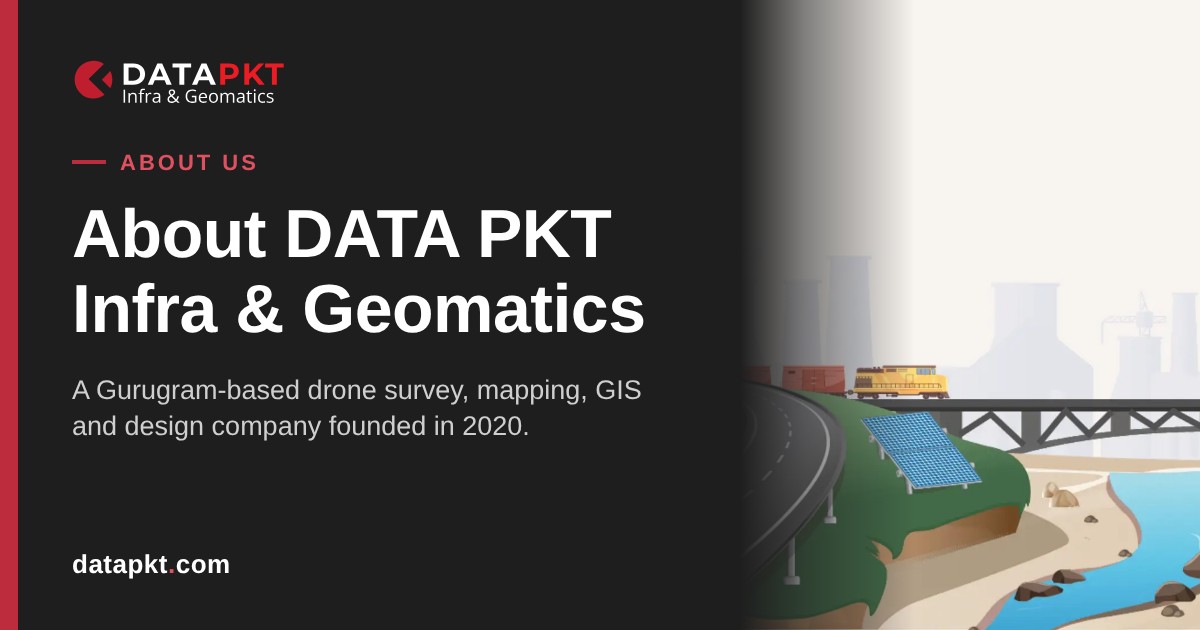 DATAPKT
Infra & Geomatics
ABOUT US
About DATA PKT
Infra & Geomatics
A Gurugram-based drone survey, mapping, GIS
and design company founded in 2020.
datapkt.com